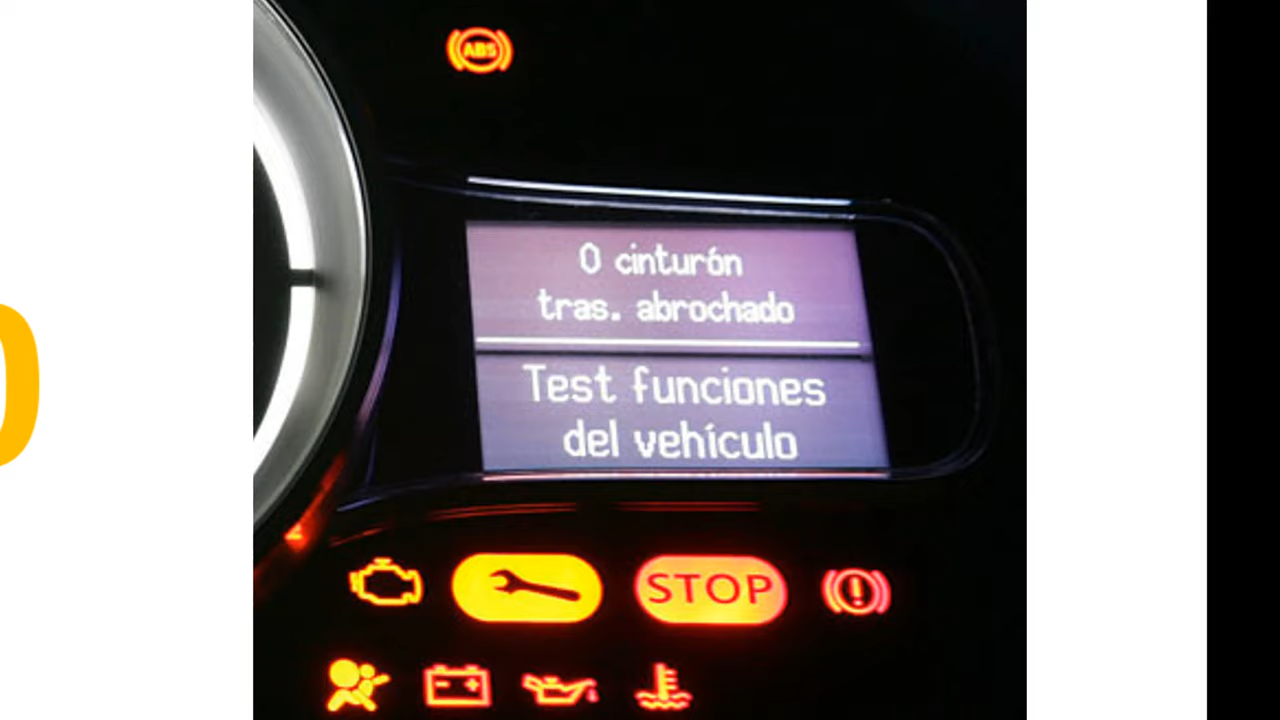 ABS
0 cinturón
tras. abrochado
Test funciones
del vehículo
STOP